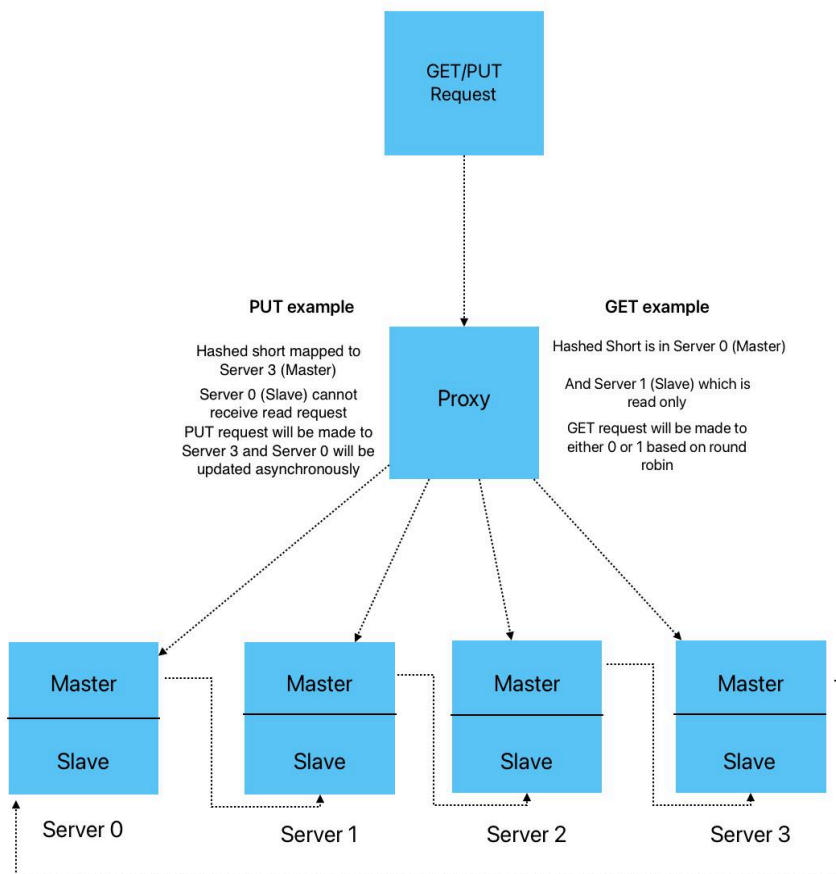 GET/PUT
Request
PUT example
Hashed short mapped to
Server 3 (Master)
Server 0 (Slave) cannot
receive read request
PUT request will be made to
Server 3 and Server 0 will be
updated asynchronously
Proxy
GET example
Hashed Short is in Server 0 (Master)
And Server 1 (Slave) which is
read only
GET request will be made to
either 0 or 1 based on round
robin
Master
Slave
Server 0
Master
Slave
Server 1
Master
Slave
Server 2
Master
Slave
Server 3